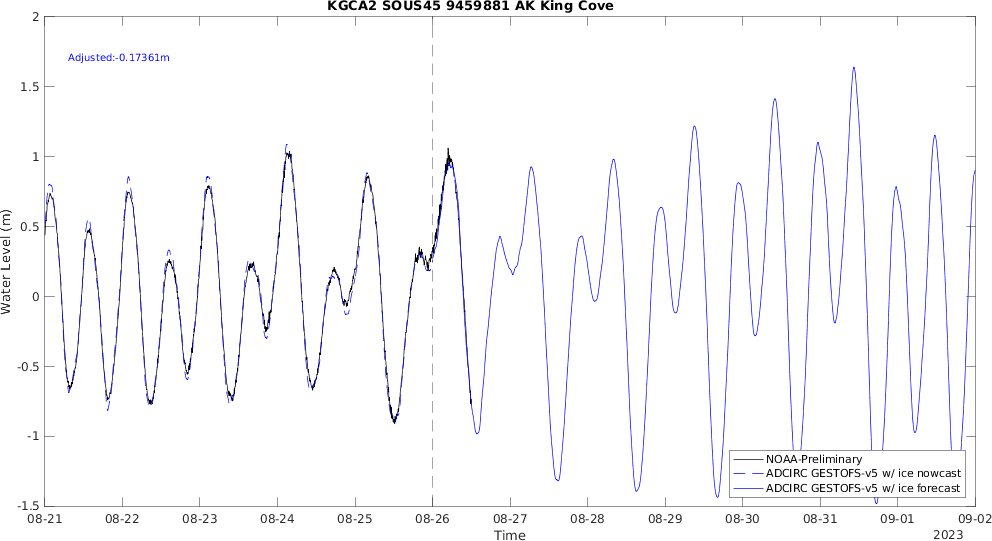 KGCA2 SOUS45 9459881 AK King Cove
Adjusted:-0.17361m
Water Level (m)
2
1.5
1
0.5
0
-0.5
-1
-1.5
NOAA-Preliminary
ADCIRC GESTOFS-v5 w/ ice nowcast
ADCIRC GESTOFS-v5 w/ ice forecast
08-21 08-22 08-23 08-24 08-25 08-26 08-27 08-28 08-29 08-30 08-31 09-01 09-02
Time
2023